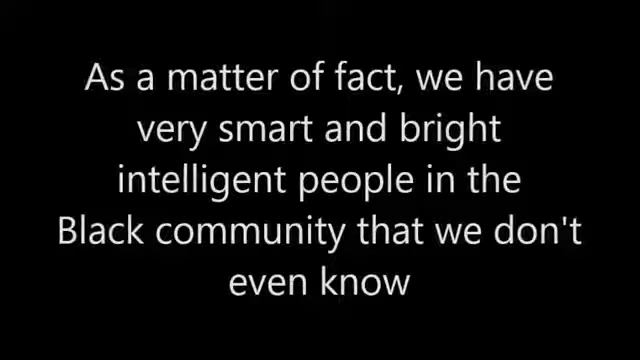 As a matter of fact, we have
very smart and bright
intelligent people in the
Black community that we don't
even know